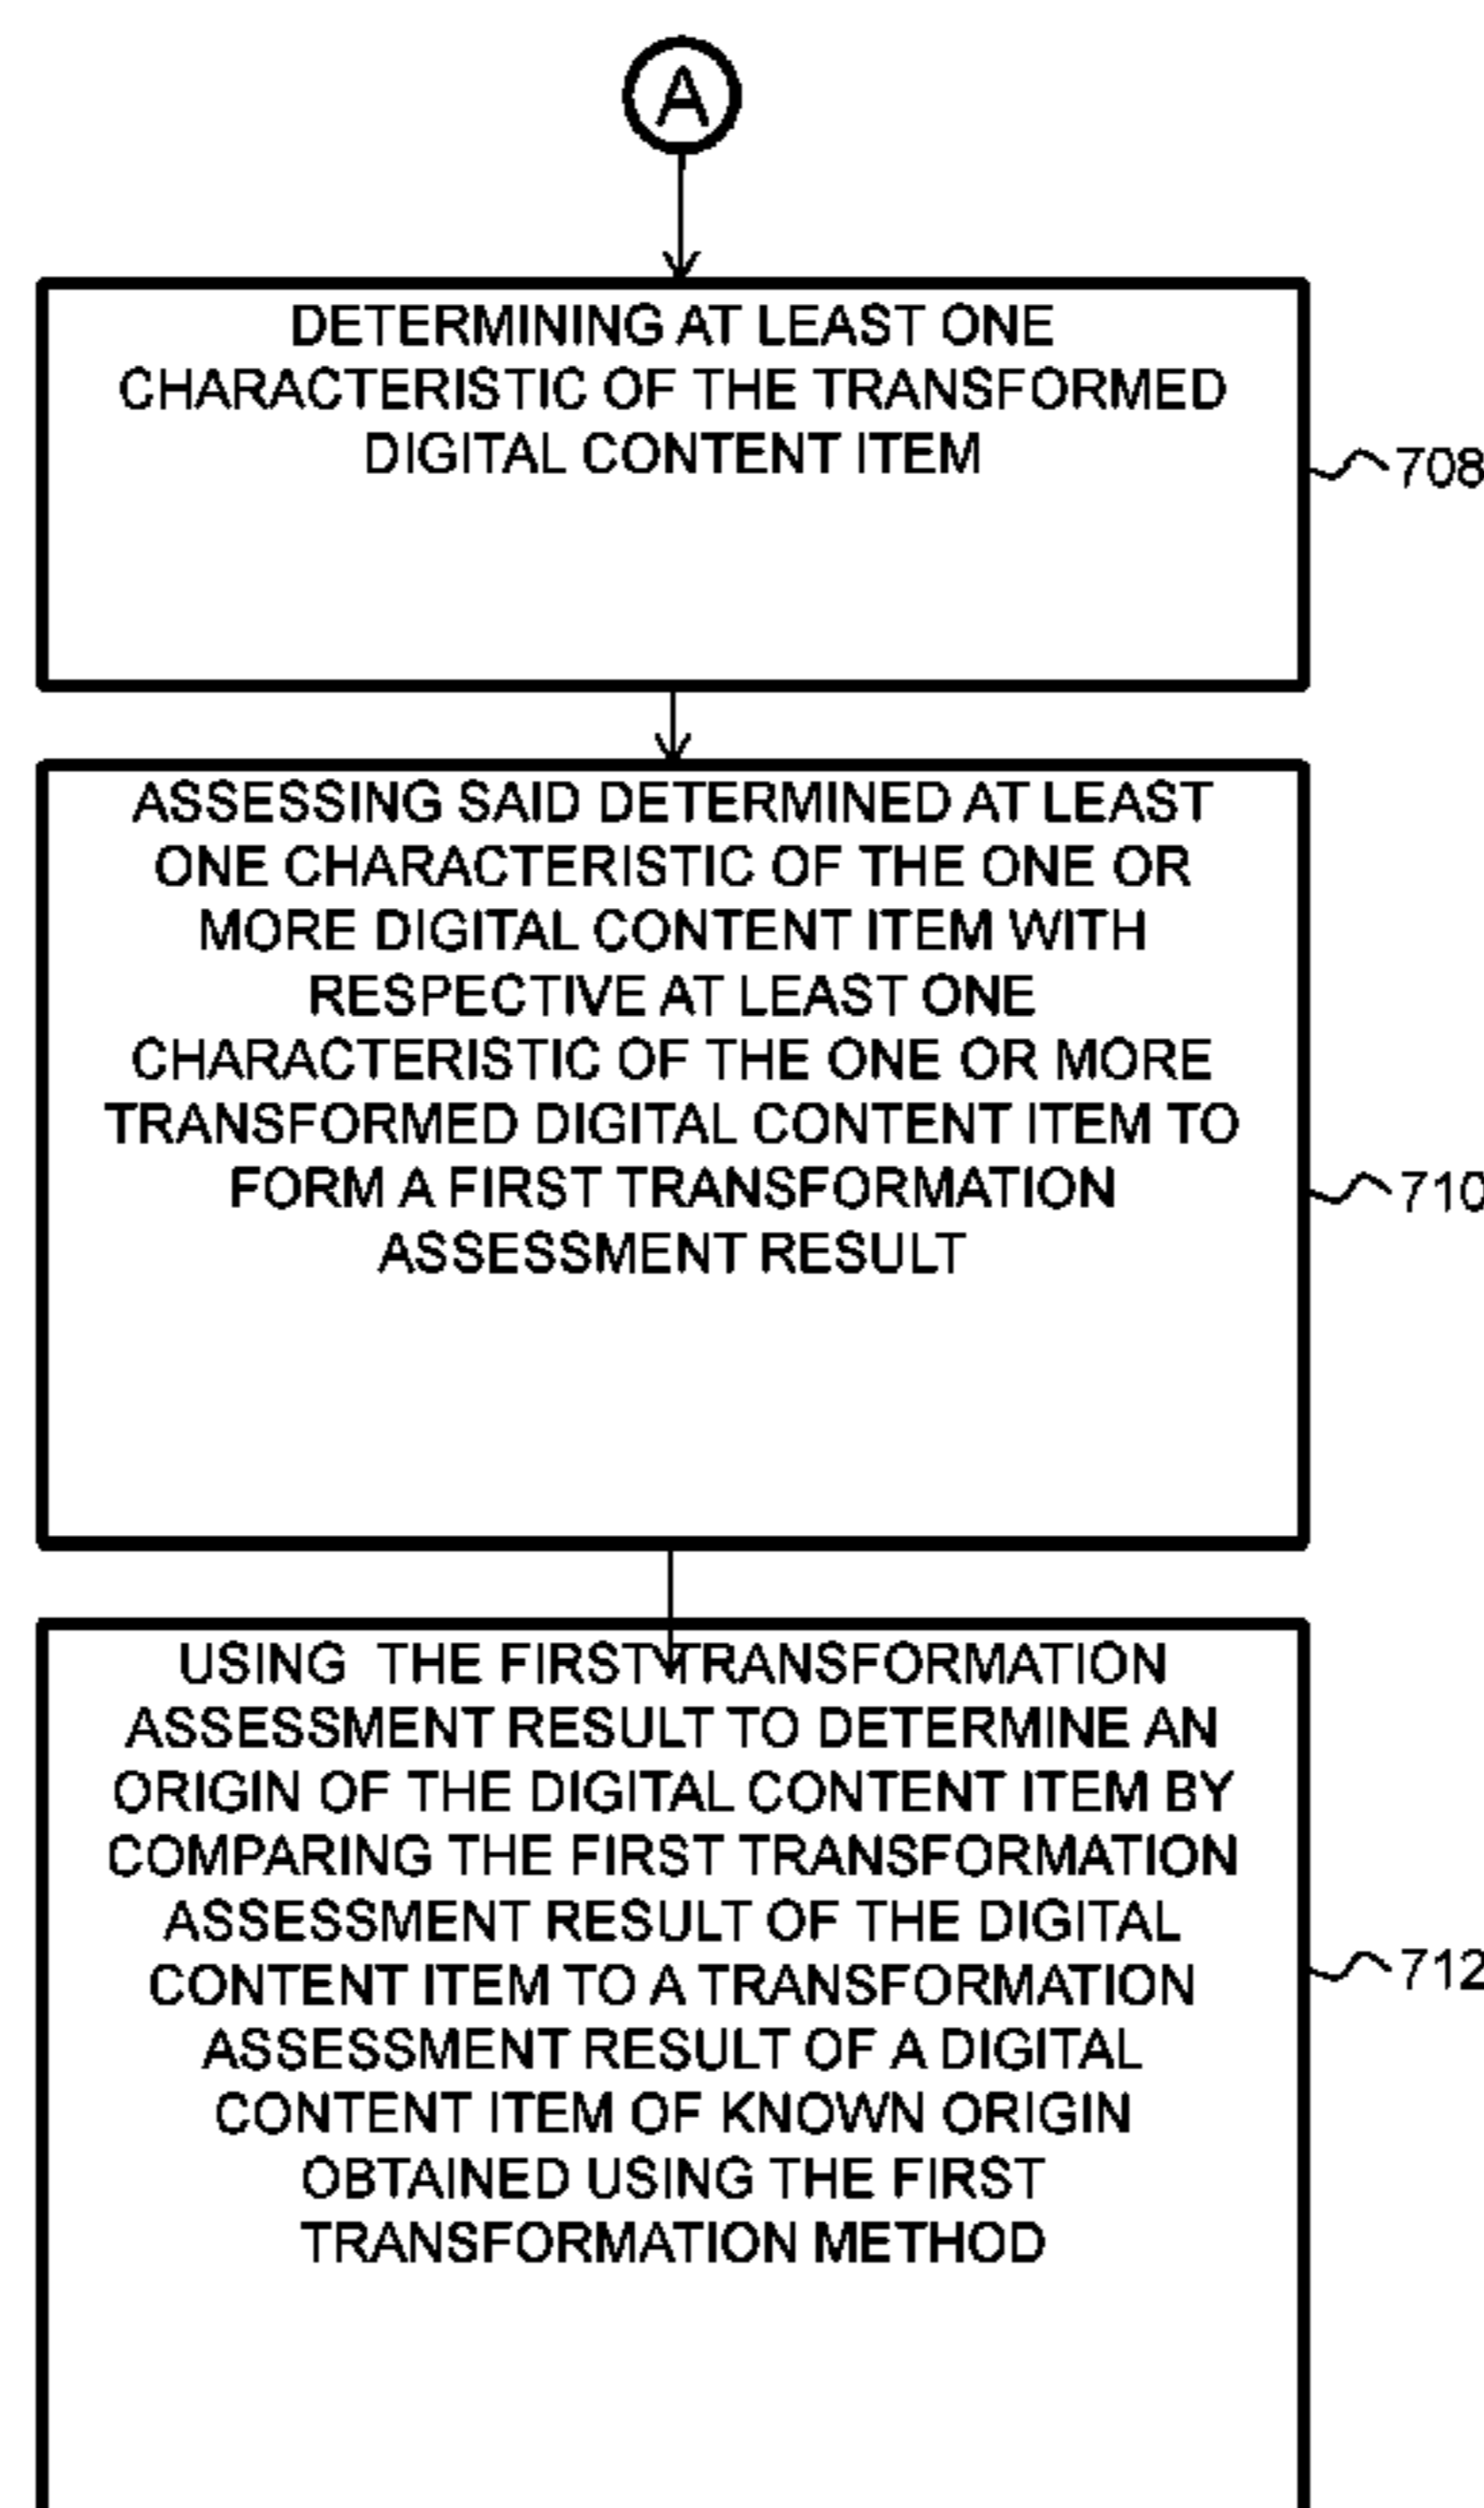 A
DETERMINING AT LEAST ONE
CHARACTERISTIC OF THE TRANSFORMED
DIGITAL CONTENT ITEM
708
ASSESSING SAID DETERMINED AT LEAST
ONE CHARACTERISTIC OF THE ONE OR
MORE DIGITAL CONTENT ITEM WITH
RESPECTIVE AT LEAST ONE
CHARACTERISTIC OF THE ONE OR MORE
TRANSFORMED DIGITAL CONTENT ITEM TO
FORM A FIRST TRANSFORMATION
ASSESSMENT RESULT
710
USING THE FIRST TRANSFORMATION
ASSESSMENT RESULT TO DETERMINE AN
ORIGIN OF THE DIGITAL CONTENT ITEM BY
COMPARING THE FIRST TRANSFORMATION
ASSESSMENT RESULT OF THE DIGITAL
CONTENT ITEM TO A TRANSFORMATION
ASSESSMENT RESULT OF A DIGITAL
CONTENT ITEM OF KNOWN ORIGIN
OBTAINED USING THE FIRST
TRANSFORMATION METHOD
712